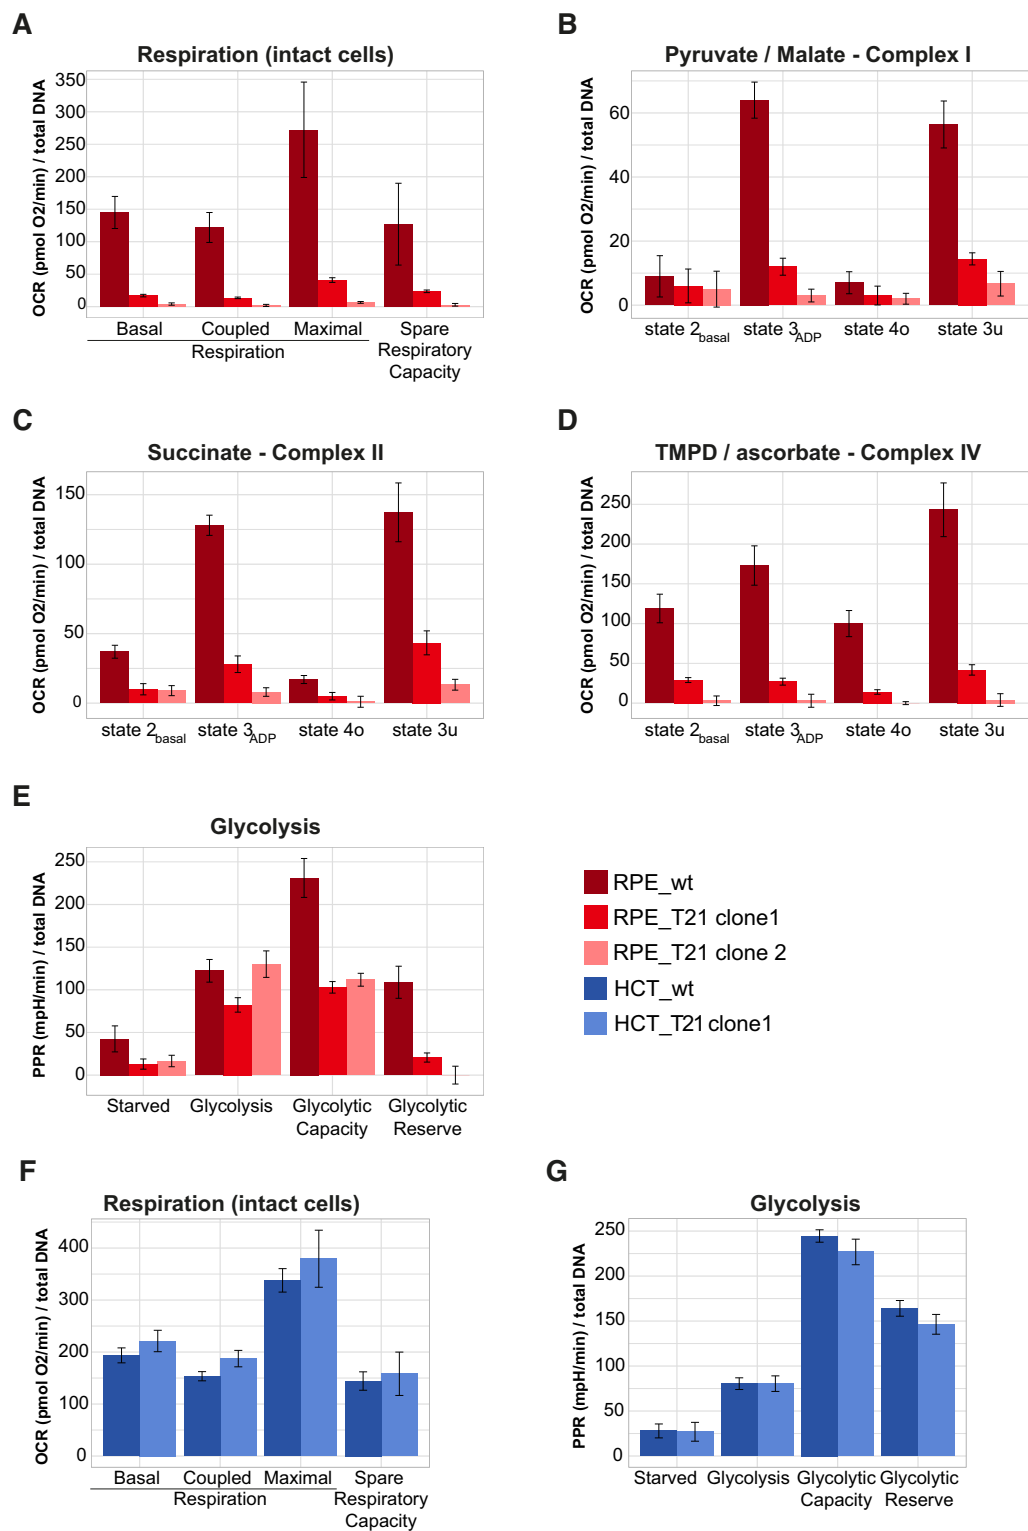 A
Respiration (intact cells)
OCR (pmol O2/min) / total DNA
350
300
250
200
150
100
50
0
Basal Coupled Maximal Spare
Respiration Respiratory
Capacity
B
Pyruvate / Malate - Complex I
OCR (pmol O2/min) / total DNA
60
40
20
0
state 2basal state 3ADP state 4o state 3u
C
Succinate - Complex II
OCR (pmol O2/min) / total DNA
150
100
50
0
state 2basal state 3ADP state 4o state 3u
D
TMPD / ascorbate - Complex IV
OCR (pmol O2/min) / total DNA
250
200
150
100
50
0
state 2basal state 3ADP state 4o state 3u
E
Glycolysis
PPR (mpH/min) / total DNA
250
200
150
100
50
0
Starved Glycolysis Glycolytic Glycolytic
Capacity Reserve
RPE_wt
RPE_T21 clone1
RPE_T21 clone 2
HCT_wt
HCT_T21 clone1
F
Respiration (intact cells)
OCR (pmol O2/min) / total DNA
400
300
200
100
0
Basal Coupled Maximal Spare
Respiration Respiratory
Capacity
G
Glycolysis
PPR (mpH/min) / total DNA
250
200
150
100
50
0
Starved Glycolysis Glycolytic Glycolytic
Capacity Reserve